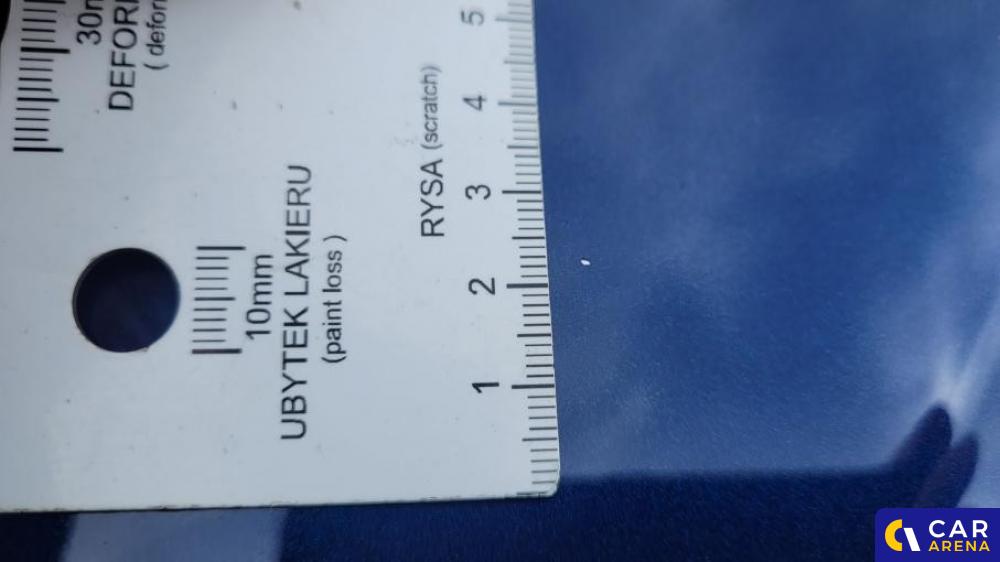 30m
DEFOR
( defor
10mm
UBYTEK LAKIERU
(paint loss )
RYSA (scratch)
1 2 3 4 5
CAR
ARENA